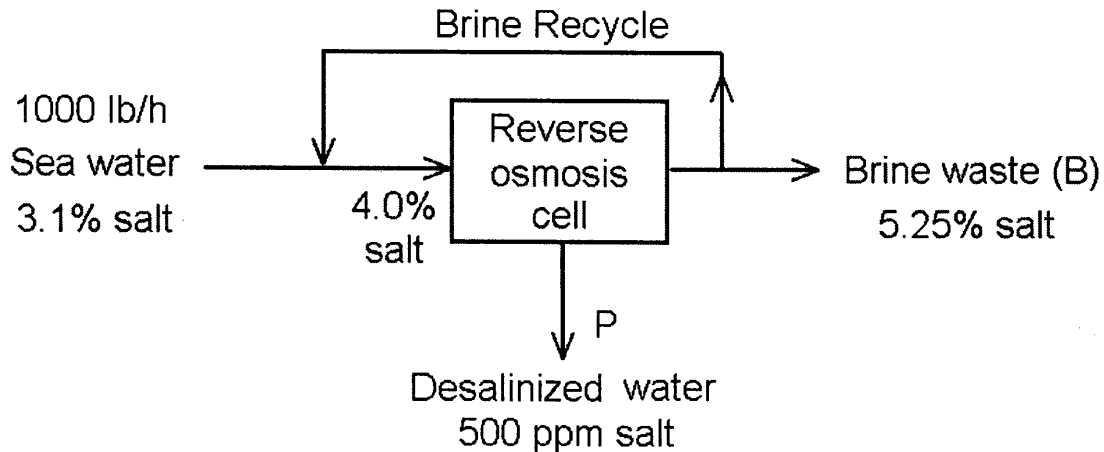 Brine Recycle
1000 lb/h
Sea water
3.1% salt
4.0%
salt
Reverse
osmosis
cell
Brine waste (B)
5.25% salt
P
Desalinized water
500 ppm salt